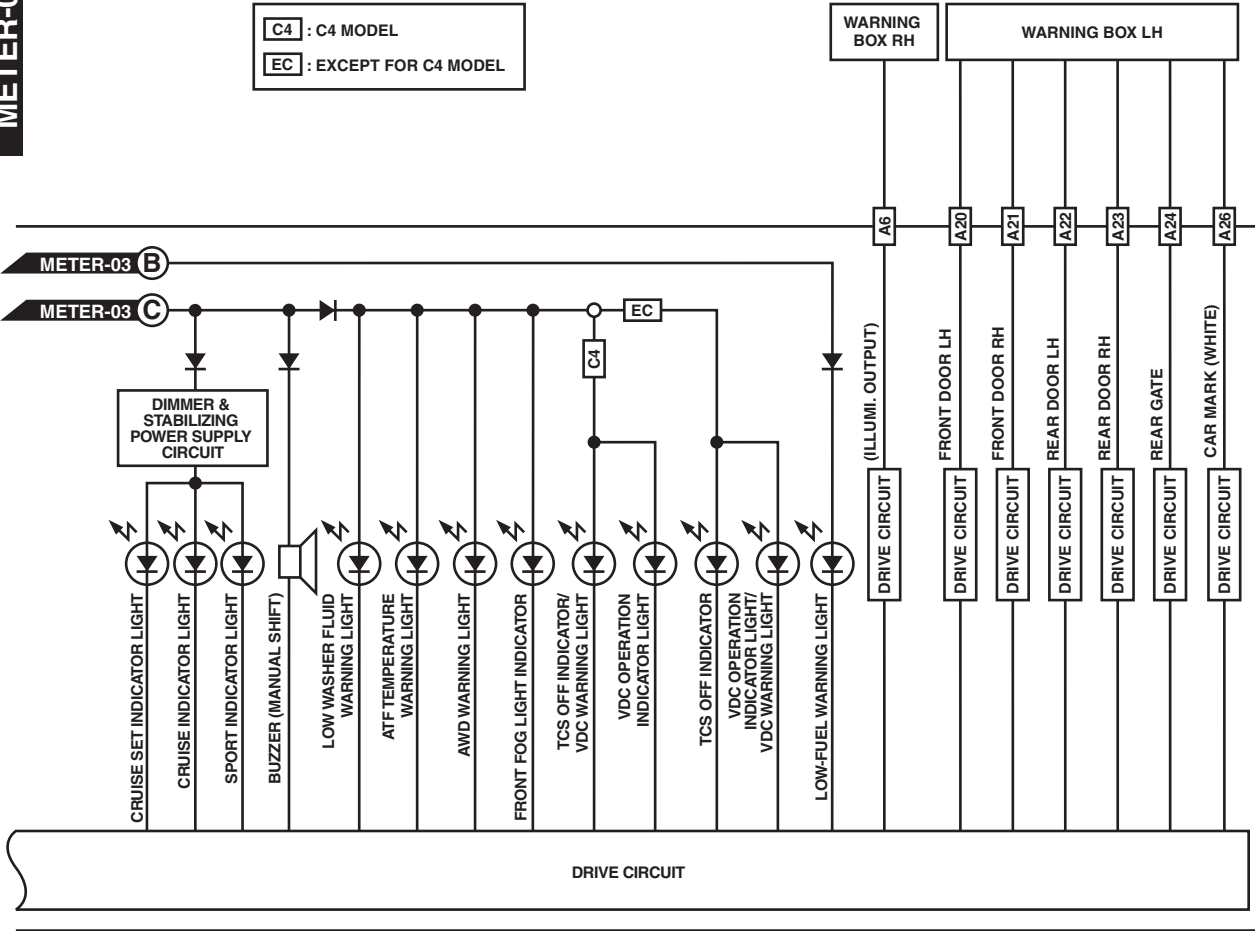 METER-0
C4 : C4 MODEL
EC : EXCEPT FOR C4 MODEL
WARNING
BOX RH
WARNING BOX LH
A6
A20
A21
A22
A23
A24
A26
METER-03 B
METER-03 C
EC
C4
DIMMER &
STABILIZING
POWER SUPPLY
CIRCUIT
(ILLUMI. OUTPUT)
FRONT DOOR LH
FRONT DOOR RH
REAR DOOR LH
REAR DOOR RH
REAR GATE
CAR MARK (WHITE)
DRIVE CIRCUIT
DRIVE CIRCUIT
DRIVE CIRCUIT
DRIVE CIRCUIT
DRIVE CIRCUIT
DRIVE CIRCUIT
DRIVE CIRCUIT
CRUISE SET INDICATOR LIGHT
CRUISE INDICATOR LIGHT
SPORT INDICATOR LIGHT
BUZZER (MANUAL SHIFT)
LOW WASHER FLUID
WARNING LIGHT
ATF TEMPERATURE
WARNING LIGHT
AWD WARNING LIGHT
FRONT FOG LIGHT INDICATOR
TCS OFF INDICATOR/
VDC WARNING LIGHT
VDC OPERATION
INDICATOR LIGHT
TCS OFF INDICATOR
VDC OPERATION
INDICATOR LIGHT/
VDC WARNING LIGHT
LOW-FUEL WARNING LIGHT
DRIVE CIRCUIT